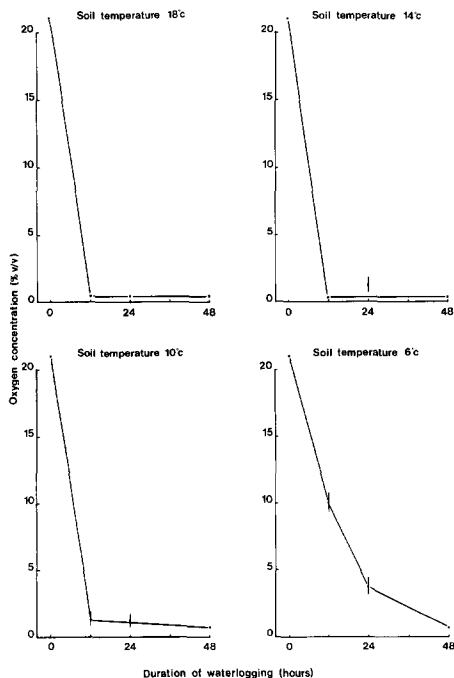 Soil temperature 18°c
20
15
10
5
0
0 24 48
Soil temperature 14°c
20
15
10
5
0
0 24 48
Oxygen concentration (% v/v)
Soil temperature 10°c
20
15
10
5
0
0 24 48
Soil temperature 6°c
20
15
10
5
0
0 24 48
Duration of waterlogging (hours)